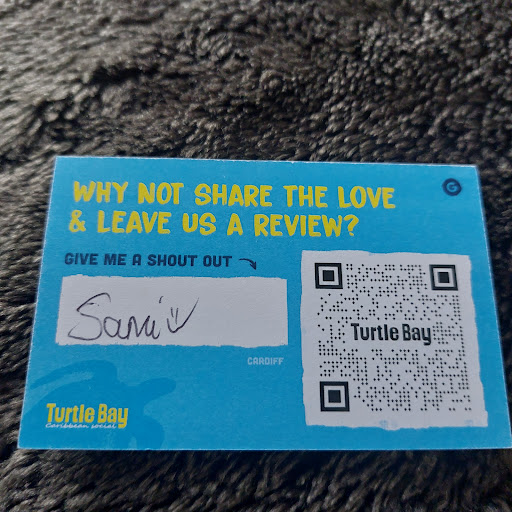 WHY NOT SHARE THE LOVE
& LEAVE US A REVIEW?
G
GIVE ME A SHOUT OUT
Sami
Turtle Bay
CARDIFF
Turtle Bay
Caribbean social